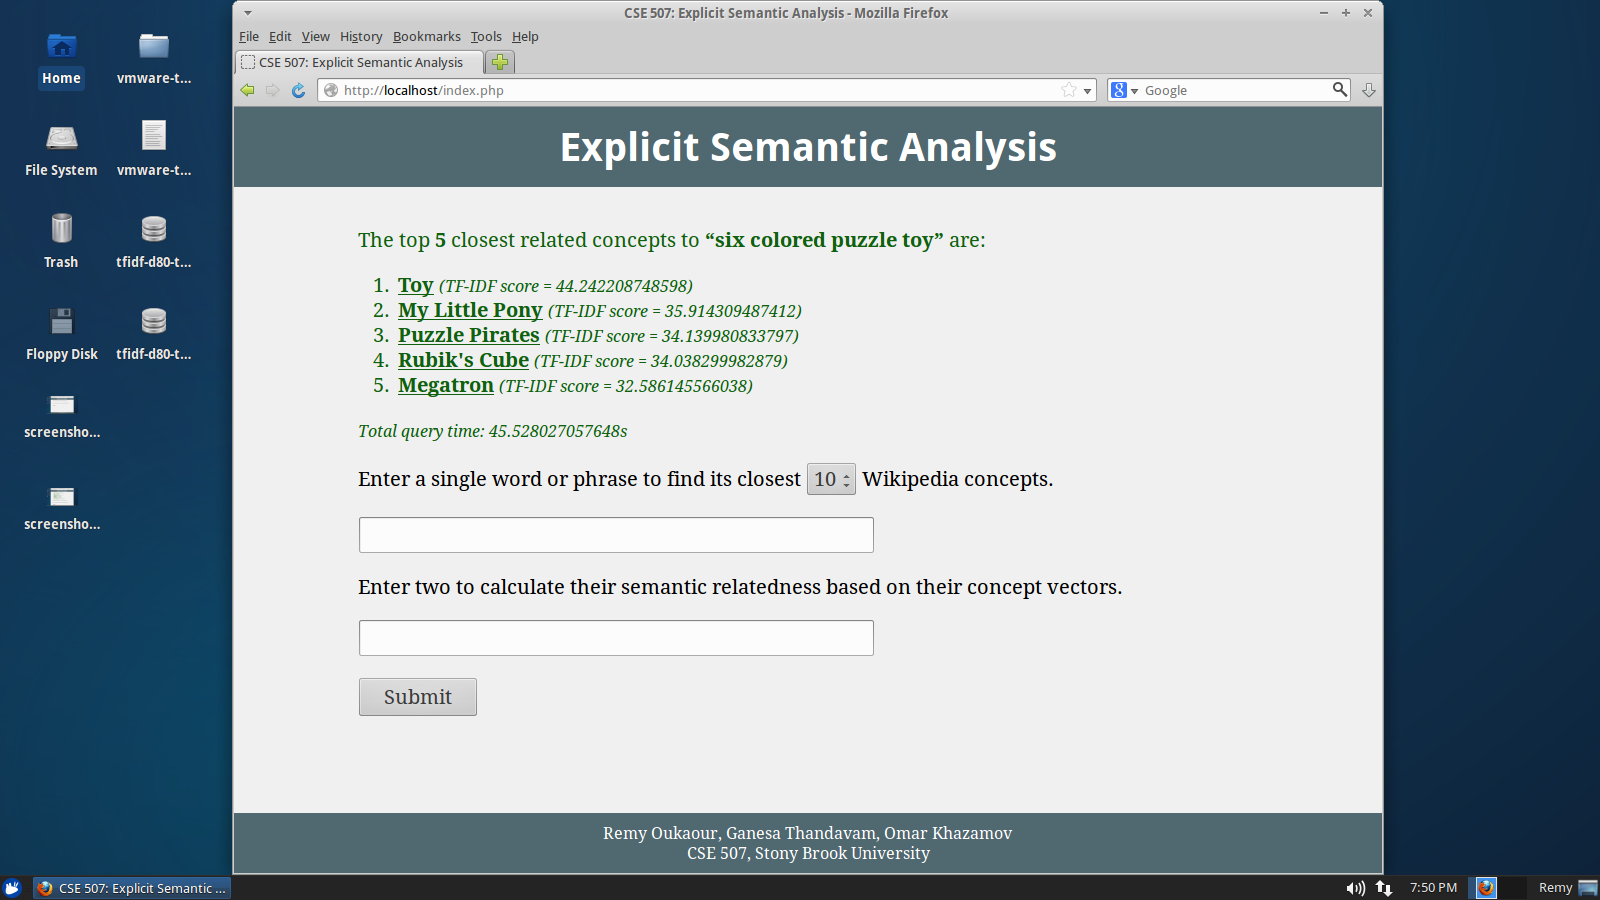 CSE 507: Explicit Semantic Analysis - Mozilla Firefox
File Edit View History Bookmarks Tools Help
CSE 507: Explicit Semantic Analysis
http://localhost/index.php
8 Google
Home
vmware-t...
File System
vmware-t...
Trash
tfidf-d80-t...
Floppy Disk
tfidf-d80-t...
screensho...
screensho...
Explicit Semantic Analysis
The top 5 closest related concepts to “six colored puzzle toy” are:
1. Toy (TF-IDF score = 44.242208748598)
2. My Little Pony (TF-IDF score = 35.914309487412)
3. Puzzle Pirates (TF-IDF score = 34.139980833797)
4. Rubik's Cube (TF-IDF score = 34.038299982879)
5. Megatron (TF-IDF score = 32.586145566038)
Total query time: 45.528027057648s
Enter a single word or phrase to find its closest 10 Wikipedia concepts.
Enter two to calculate their semantic relatedness based on their concept vectors.
Submit
Remy Oukaour, Ganesa Thandavam, Omar Khazamov
CSE 507, Stony Brook University
CSE 507: Explicit Semantic ...
7:50 PM
Remy